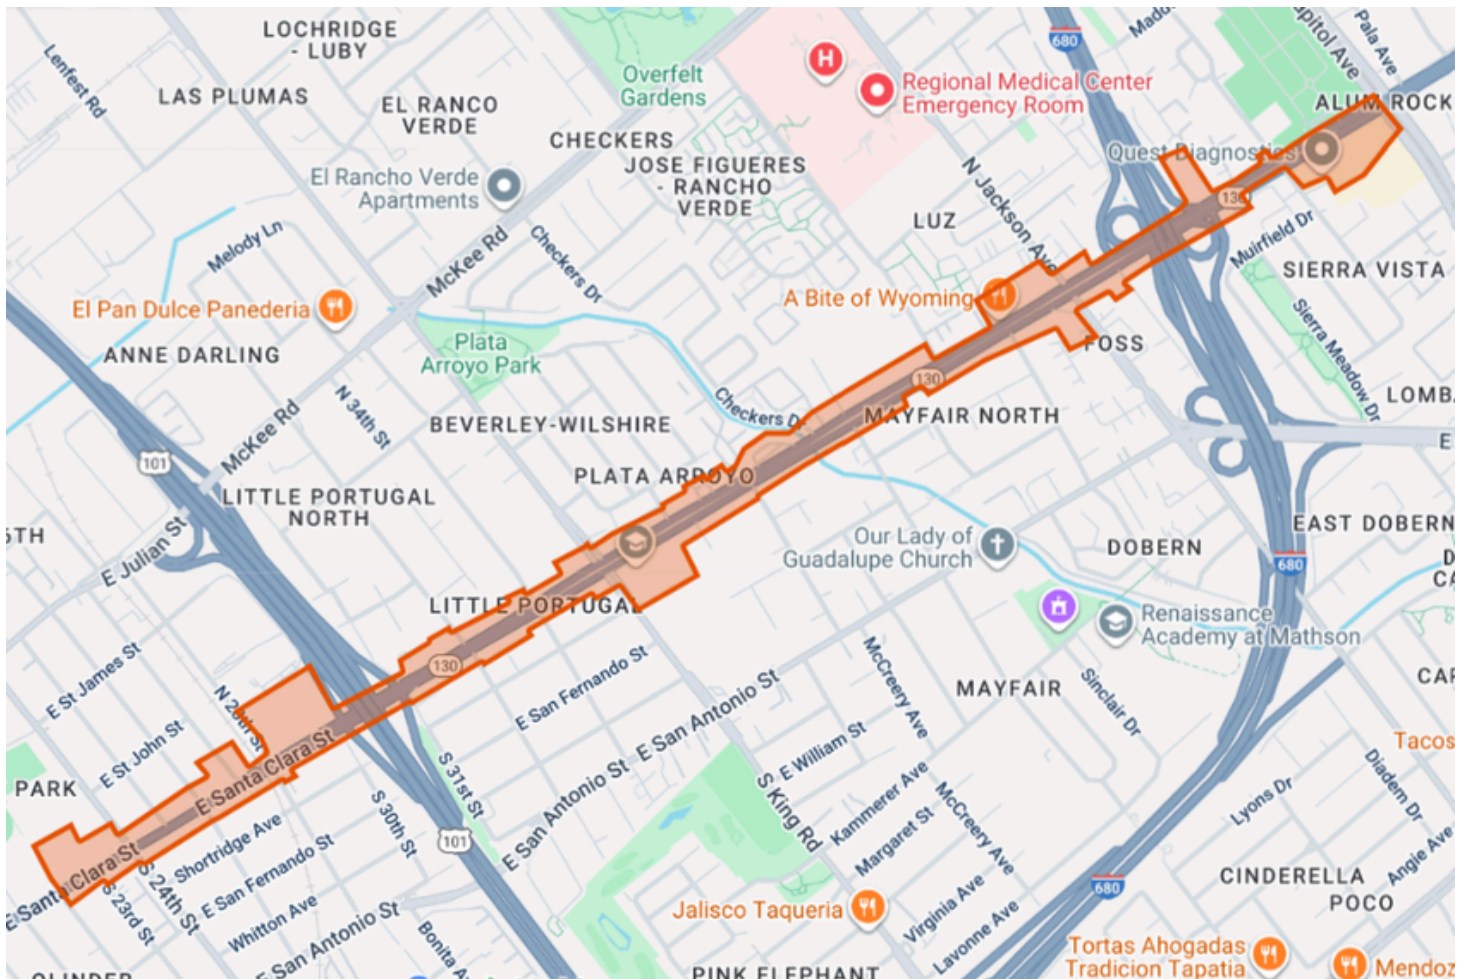 LOCHRIDGE
- LUBY
Lenfest Rd
LAS PLUMAS
EL RANCO
VERDE
Overfelt
Gardens
CHECKERS
H
Regional Medical Center
Emergency Room
680
Pala Ave
ALUM ROCK
Quest Diagnostics
JOSE FIGUERES
- RANCHO
VERDE
El Rancho Verde
Apartments
N Jackson Ave
LUZ
130
Muirfield Dr
SIERRA VISTA
Melody Ln
McKee Rd
Checkers Dr
El Pan Dulce Panederia
A Bite of Wyoming
Sierra Meadow Dr
ANNE DARLING
Plata
Arroyo Park
FOSS
N 34th St
130
Checkers D
LOMB
MAYFAIR NORTH
BEVERLEY-WILSHIRE
McKee Rd
E
101
PLATA ARROYO
LITTLE PORTUGAL
NORTH
5TH
E Julian St
EAST DOBERN
Our Lady of
Guadalupe Church
DOBERN
680
D
CA
LITTLE PORTUGAL
Renaissance
Academy at Mathson
E St James St
130
E San Fernando St
McCreery Ave
MAYFAIR
Sinclair Dr
CAR
N 28th St
E San Antonio St
E St John St
E Santa Clara St
E William St
Tacos
S 31st St
E San Antonio St
S King Rd
Kammerer Ave
McCreery Ave
Diadem Dr
PARK
Lyons Dr
S 30th St
Shortridge Ave
101
Margaret St
E Santa Clara St
S 24th St
S 23rd St
E San Fernando St
680
Angie Ave
CINDERELLA
POCO
Whitton Ave
Jalisco Taqueria
Virginia Ave
E San Antonio St
Bonita A
Lavonne Ave
Tortas Ahogadas
Tradicion Tapatia
Mendoz
PINK ELEPHANT
OLINDER